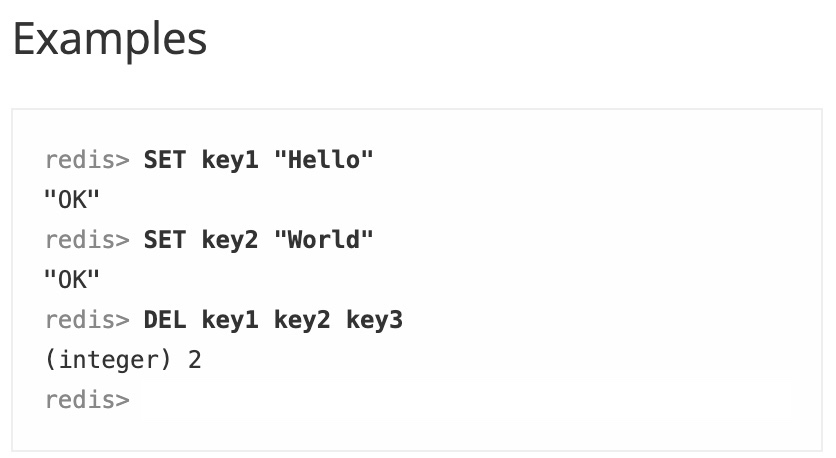 Examples
redis> SET key1 "Hello"
"OK"
redis> SET key2 "World"
"OK"
redis> DEL key1 key2 key3
(integer) 2
redis>